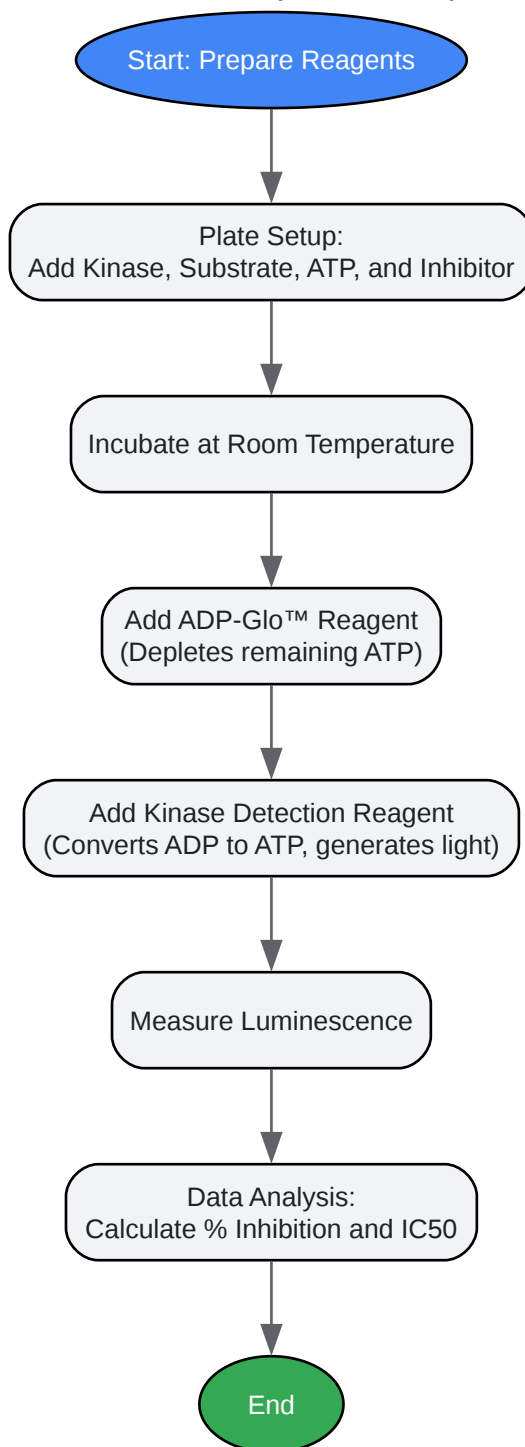 Start: Prepare Reagents
Plate Setup:
Add Kinase, Substrate, ATP, and Inhibitor
Incubate at Room Temperature
Add ADP-Glo™ Reagent
(Depletes remaining ATP)
Add Kinase Detection Reagent
(Converts ADP to ATP, generates light)
Measure Luminescence
Data Analysis:
Calculate % Inhibition and IC50
End